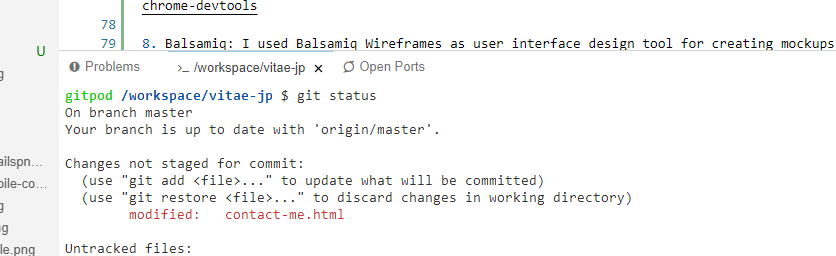 chrome-devtools
78
79 8. Balsamiq: I used Balsamiq Wireframes as user interface design tool for creating mockups
U
Problems >_ /workspace/vitae-jp × Open Ports
gitpod /workspace/vitae-jp $ git status
On branch master
Your branch is up to date with 'origin/master'.
Changes not staged for commit:
(use "git add <file>..." to update what will be committed)
(use "git restore <file>..." to discard changes in working directory)
modified: contact-me.html
Untracked files:
ailspn...
bile-co...
g
ng
le.png